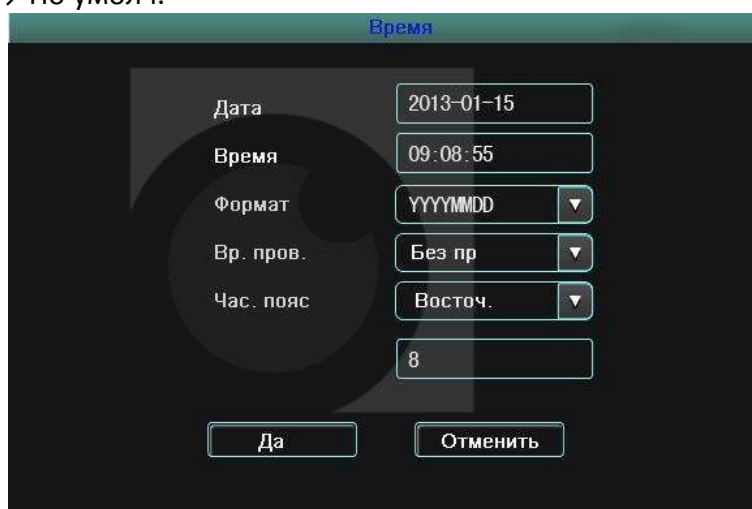 Время
Дата 2013-01-15
Время 09:08:55
Формат YYYYMMDD
Вр. пров. Без пр
Час. пояс Восточ.
8
Да Отменить